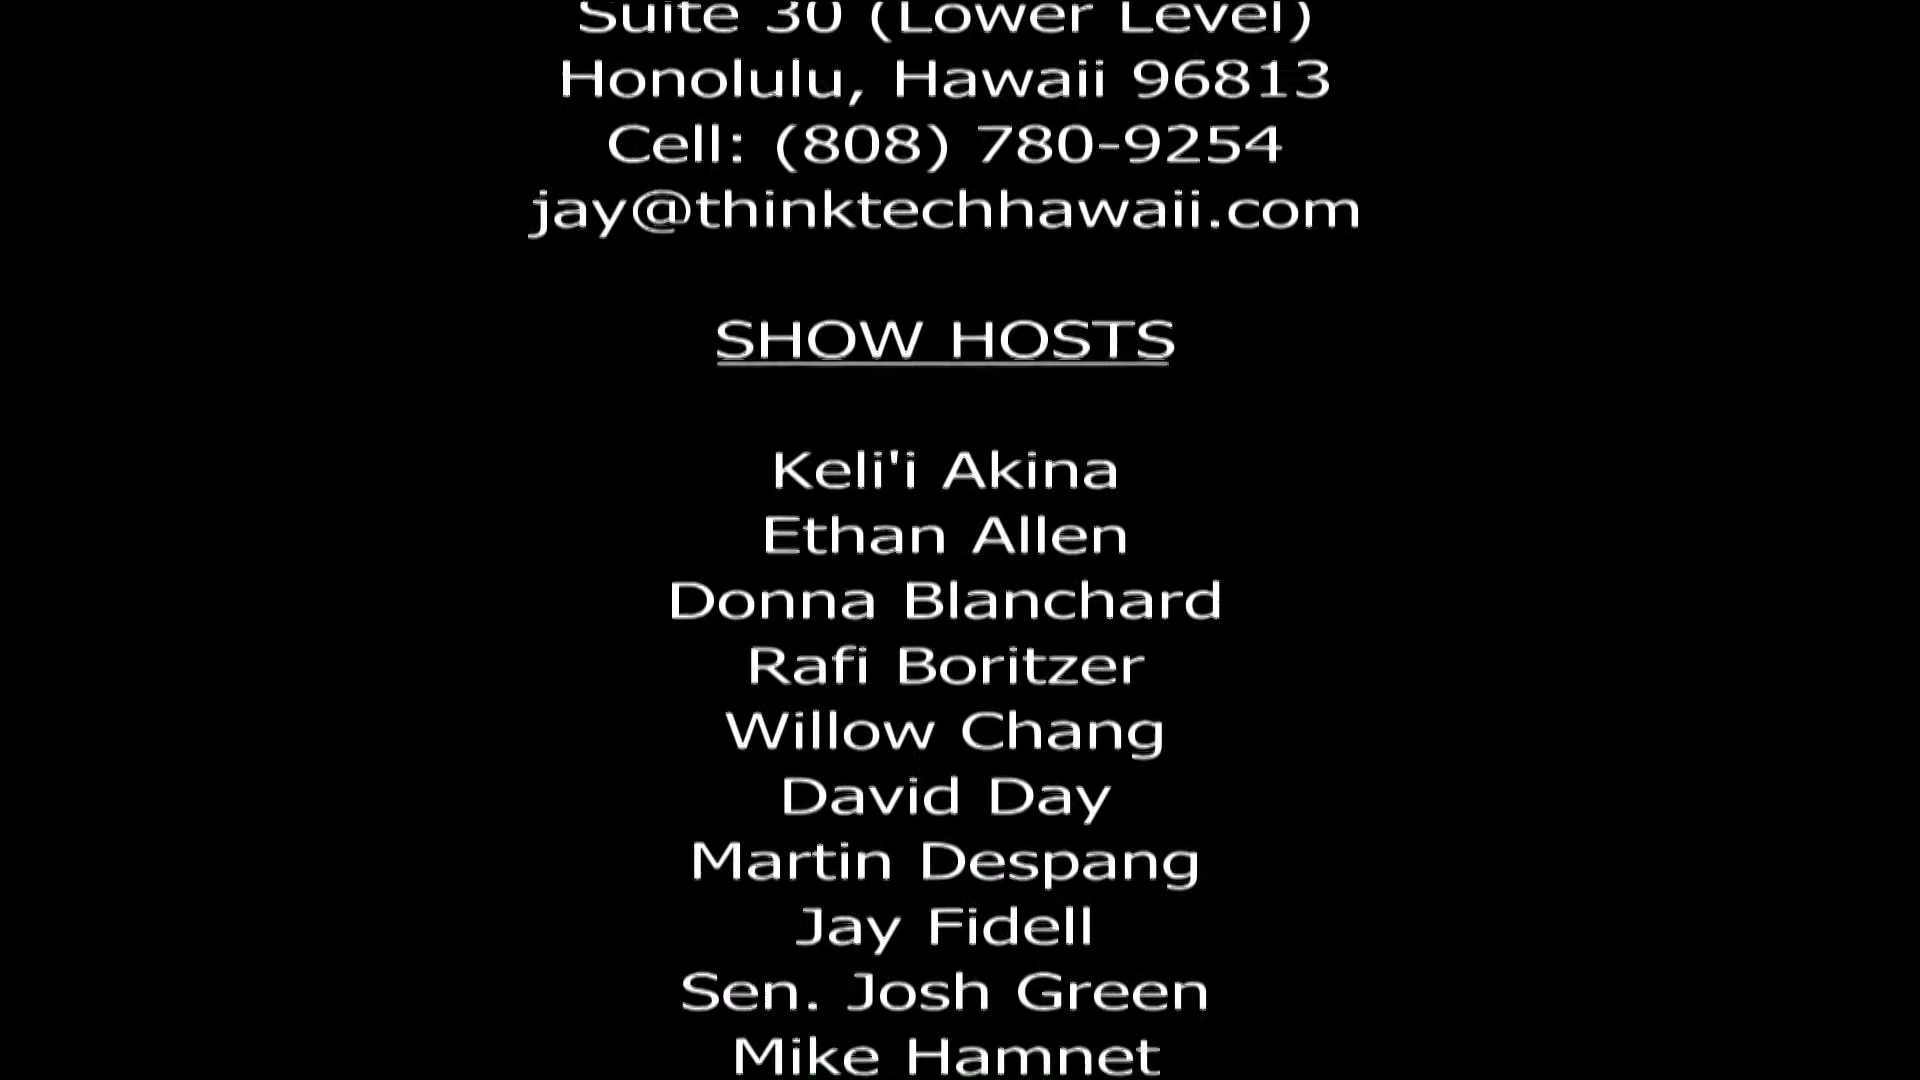 Suite 30 (Lower Level)
Honolulu, Hawaii 96813
Cell: (808) 780-9254
jay@thinktechhawaii.com
SHOW HOSTS
Keli'i Akina
Ethan Allen
Donna Blanchard
Rafi Boritzer
Willow Chang
David Day
Martin Despang
Jay Fidell
Sen. Josh Green
Mike Hamnet